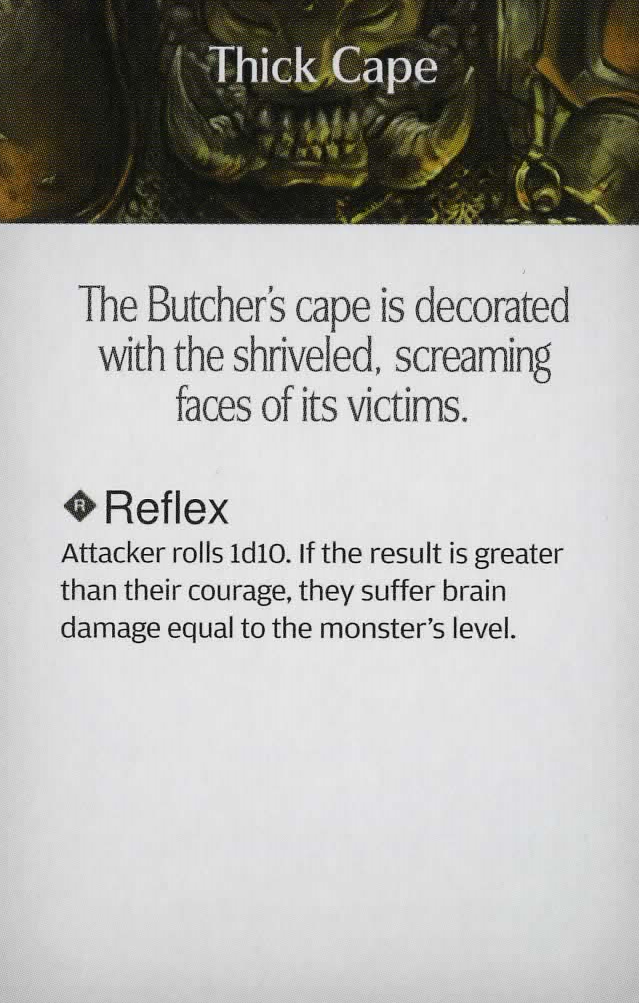 Thick Cape
The Butcher's cape is decorated
with the shriveled, screaming
faces of its victims.
R Reflex
Attacker rolls 1d10. If the result is greater
than their courage, they suffer brain
damage equal to the monster's level.